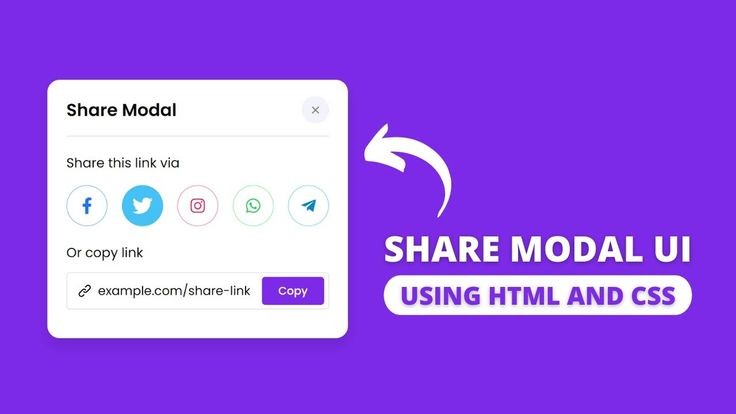 Share Modal
Share this link via
Or copy link
example.com/share-link
Copy
SHARE MODAL UI
USING HTML AND CSS